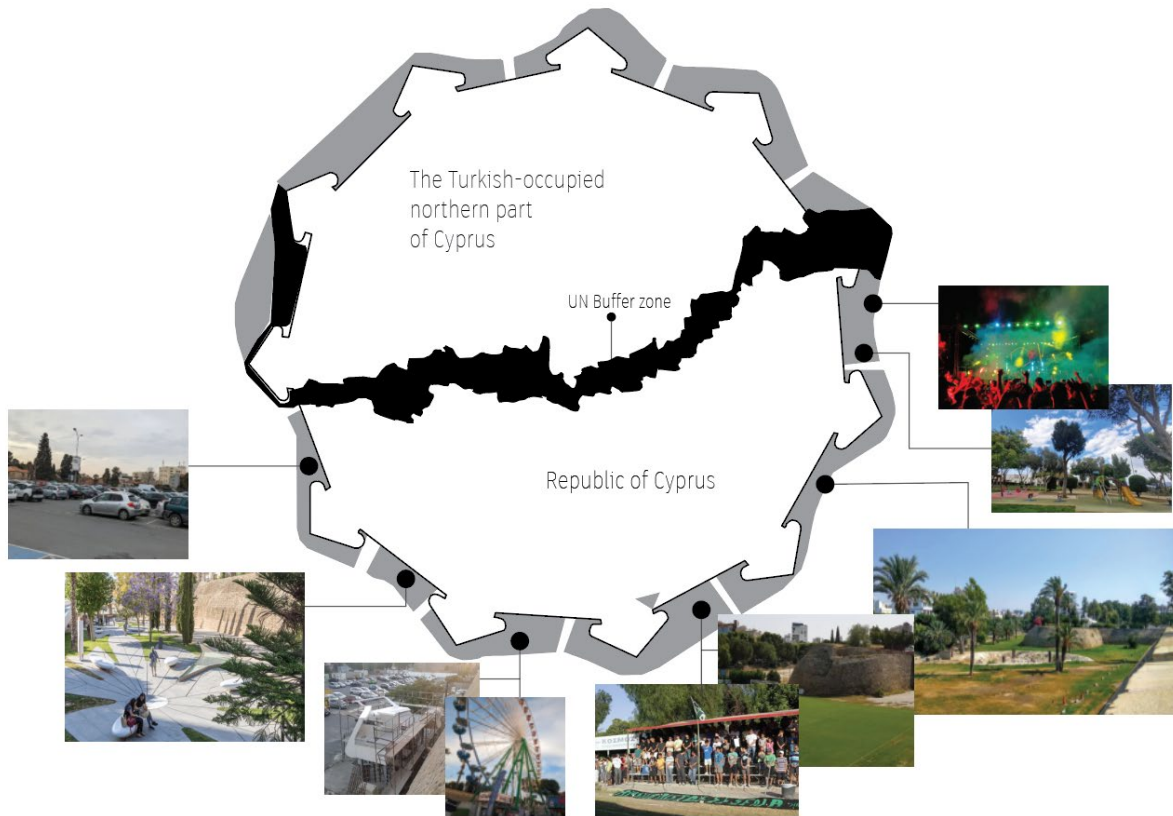 The Turkish-occupied
northern part
of Cyprus
UN Buffer zone
Republic of Cyprus